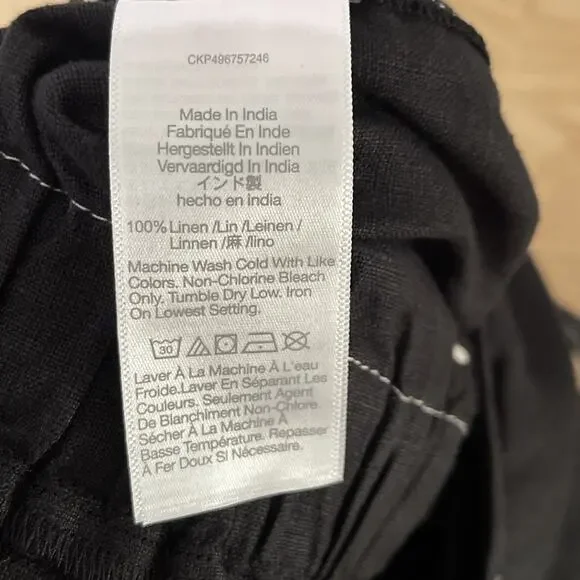 CKP496757246
Made In India
Fabriqué En Inde
Hergestellt In Indien
Vervaardigd In India
インド製
hecho en india
100% Linen /Lin /Leinen /
Linnen /麻 /lino
Machine Wash Cold With Like
Colors. Non-Chlorine Bleach
Only. Tumble Dry Low. Iron
On Lowest Setting.
30
Laver À La Machine À L'eau
Froide.Laver En Séparant Les
Couleurs. Seulement Agent
De Blanchiment Non-Chlore
Sécher À La Machine À
Basse Température. Repasser
À Fer Doux SI Nécessaire.